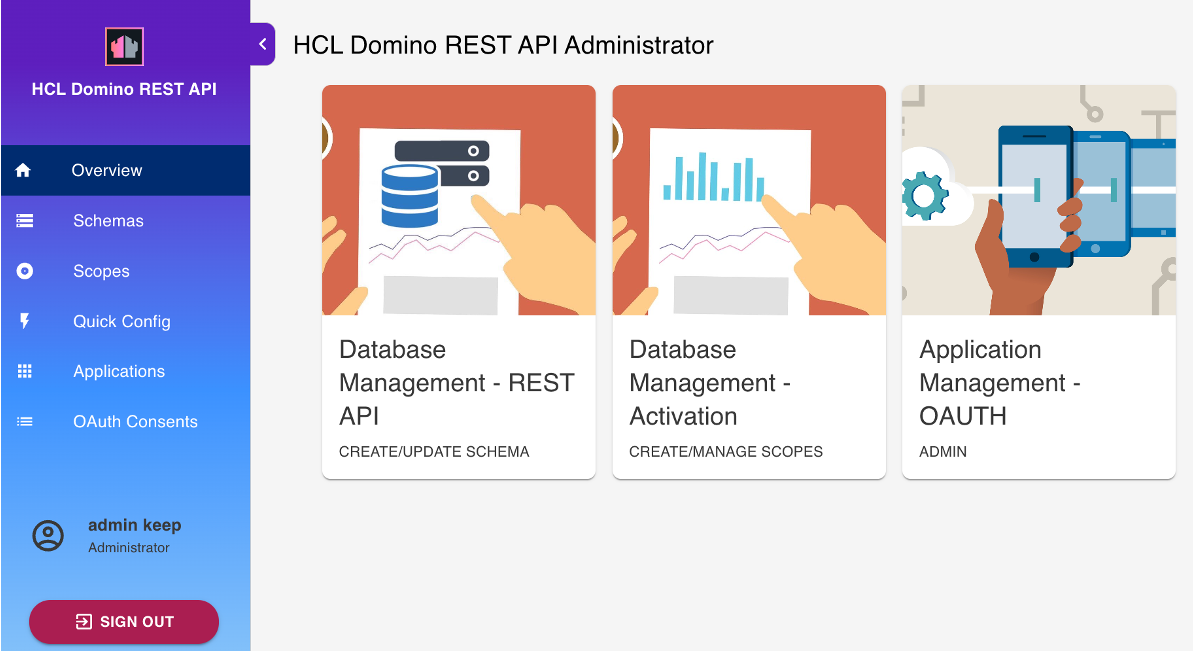 HCL Domino REST API
Overview
Schemas
Scopes
Quick Config
Applications
OAuth Consents
admin keep
Administrator
SIGN OUT
HCL Domino REST API Administrator
Database
Management - REST
API
CREATE/UPDATE SCHEMA
Database
Management -
Activation
CREATE/MANAGE SCOPES
Application
Management -
OAUTH
ADMIN